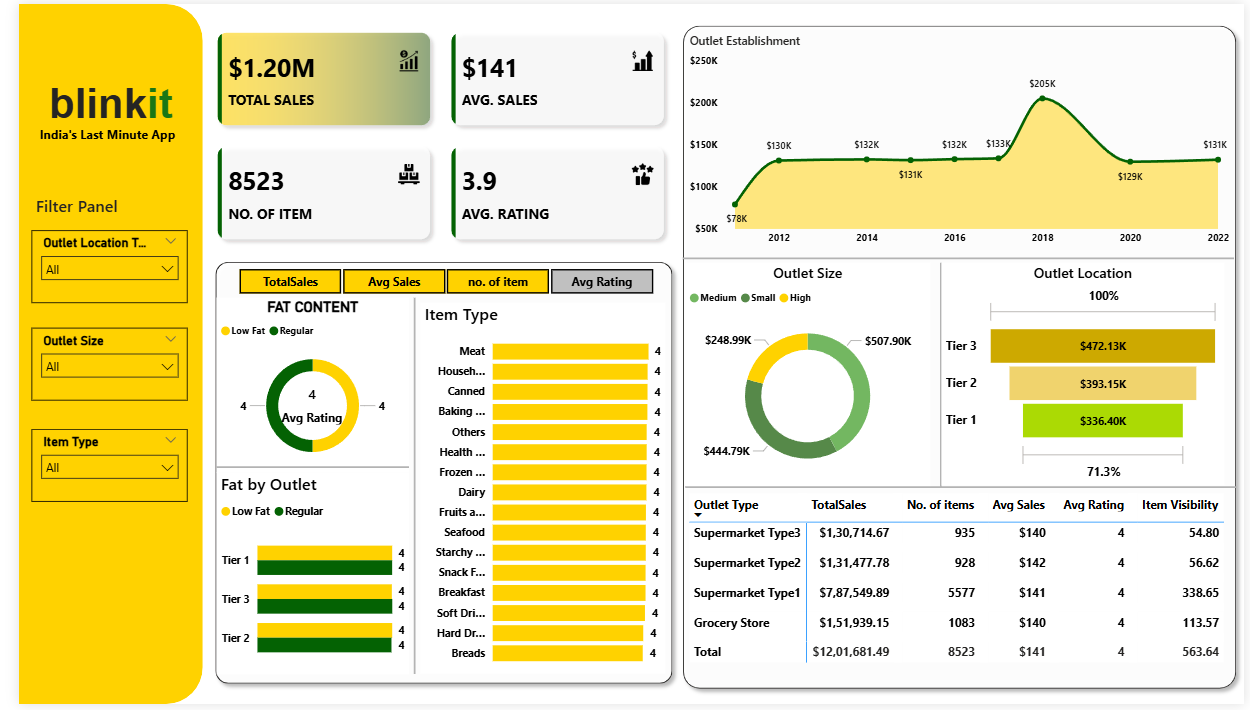 blinkit
India's Last Minute App
Filter Panel
Outlet Location T...
All
Outlet Size
All
Item Type
All
$1.20M
TOTAL SALES
$141
AVG. SALES
8523
NO. OF ITEM
3.9
AVG. RATING
TotalSales Avg Sales no. of item Avg Rating
FAT CONTENT
Low Fat Regular
4
4
Avg Rating
4
Fat by Outlet
Low Fat Regular
Tier 1 4
4
Tier 3 4
4
Tier 2 4
4
Item Type
Meat 4
Househ... 4
Canned 4
Baking ... 4
Others 4
Health ... 4
Frozen ... 4
Dairy 4
Fruits a... 4
Seafood 4
Starchy ... 4
Snack F... 4
Breakfast 4
Soft Dri... 4
Hard Dr... 4
Breads 4
Outlet Establishment
$250K
$200K
$150K
$100K
$50K
$78K
$130K
$132K
$131K
$132K
$133K
$205K
$129K
$131K
2012 2014 2016 2018 2020 2022
Outlet Size
Medium Small High
$248.99K
$507.90K
$444.79K
Outlet Location
100%
Tier 3 $472.13K
Tier 2 $393.15K
Tier 1 $336.40K
71.3%
Outlet Type TotalSales No. of items Avg Sales Avg Rating Item Visibility
Supermarket Type3 $1,30,714.67 935 $140 4 54.80
Supermarket Type2 $1,31,477.78 928 $142 4 56.62
Supermarket Type1 $7,87,549.89 5577 $141 4 338.65
Grocery Store $1,51,939.15 1083 $140 4 113.57
Total $12,01,681.49 8523 $141 4 563.64